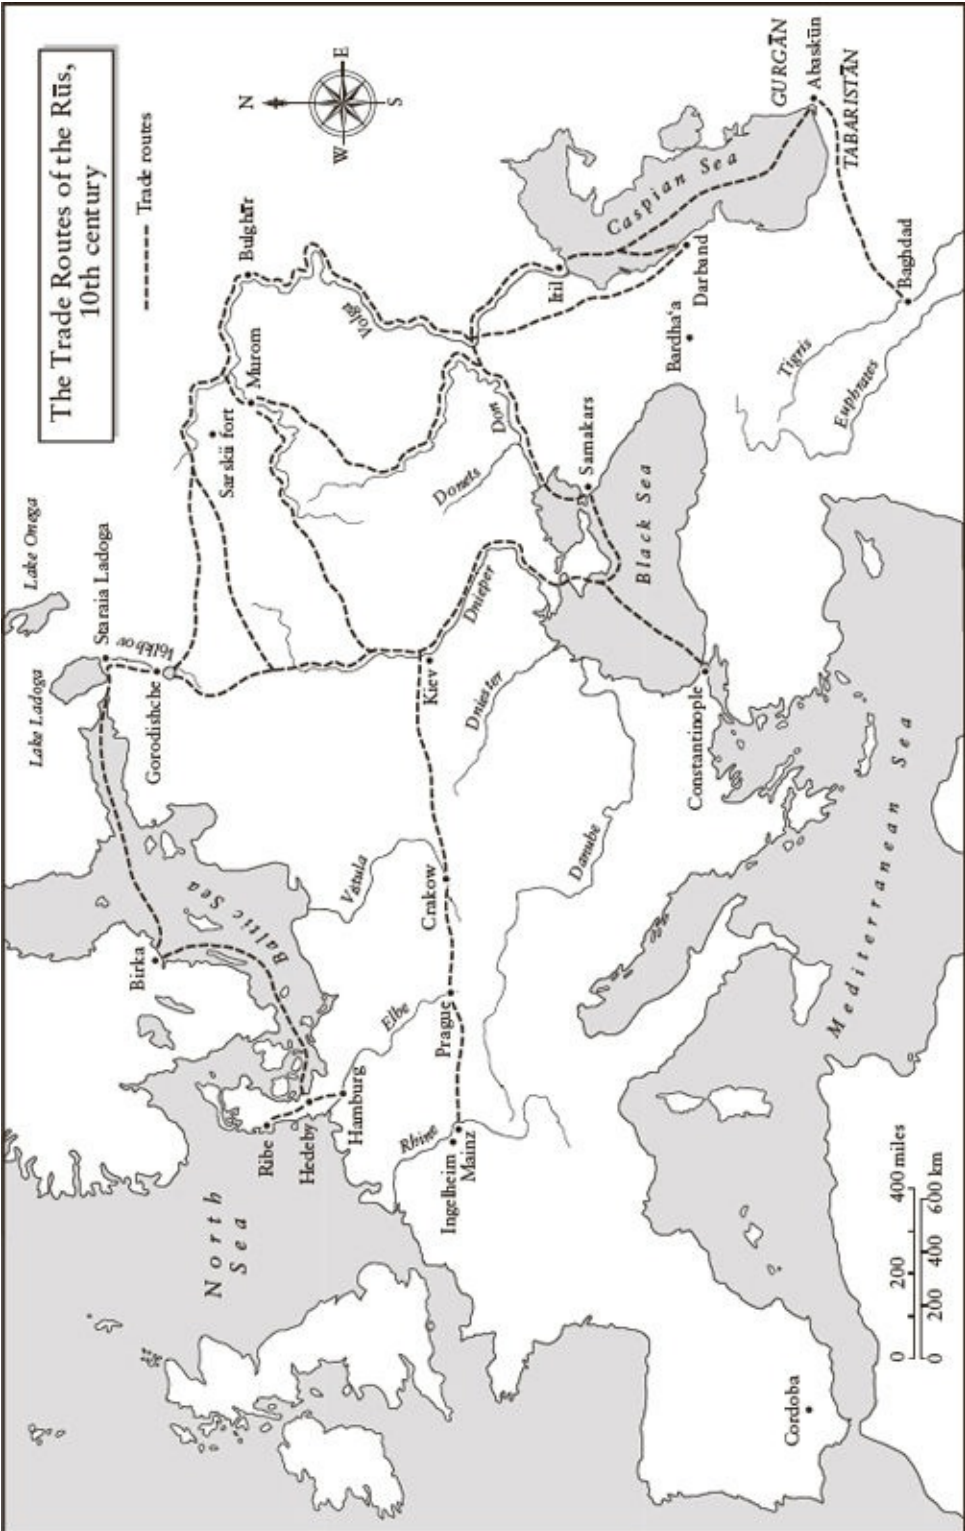 The Trade Routes of the Rūs,
10th century
Trade routes
N
E
S
W
Lake Onega
Lake Ladoga
Staraia Ladoga
Volkhov
Gorodishche
Sarskii fort
Murom
Bulghār
Volga
Birka
Baltic Sea
Ribe
Hedeby
Hamburg
North
Sea
Elbe
Vistula
Rhine
Ingelheim
Mainz
Prague
Crakow
Kiev
Dnieper
Dniester
Donets
Don
Itil
Caspian Sea
Samakars
Black Sea
Danube
Constantinople
Bardha‘a
Darband
GURGĀN
Abaskūn
TABARISTĀN
Tigris
Euphrates
Baghdad
Mediterranean Sea
Cordoba
0 200 400 miles
0 200 400 600 km